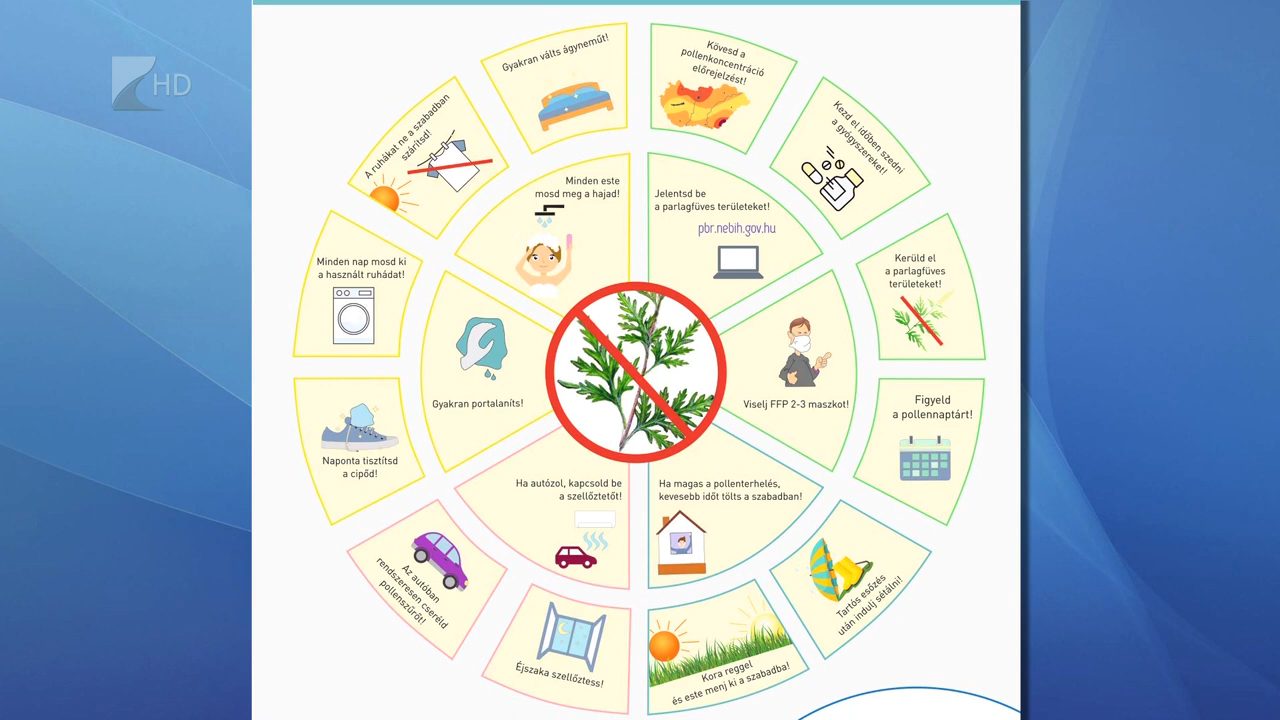 HD
Gyakran válts ágyneműt!
Kövesd a
pollenkoncentráció
előrejelzést!
A ruhákat ne a szabadban
szárítsd!
Kezd el időben szedni
a gyógyszereket!
Minden este
mosd meg a hajad!
Jelentsd be
a parlagfüves területeket!
pbr.nebih.gov.hu
Minden nap mosd ki
a használt ruhádat!
Kerüld el
a parlagfüves
területeket!
Gyakran portalaníts!
Viselj FFP 2-3 maszkot!
Figyeld
a pollennaptárt!
Naponta tisztítsd
a cipőd!
Ha autózol, kapcsold be
a szellőztetőt!
Ha magas a pollenterhelés,
kevesebb időt tölts a szabadban!
Az autóban
rendszeresen cseréld
pollenszűrőt!
Tartós esőzés
után indulj sétálni!
Éjszaka szellőztess!
Kora reggel
és este menj ki a szabadba!